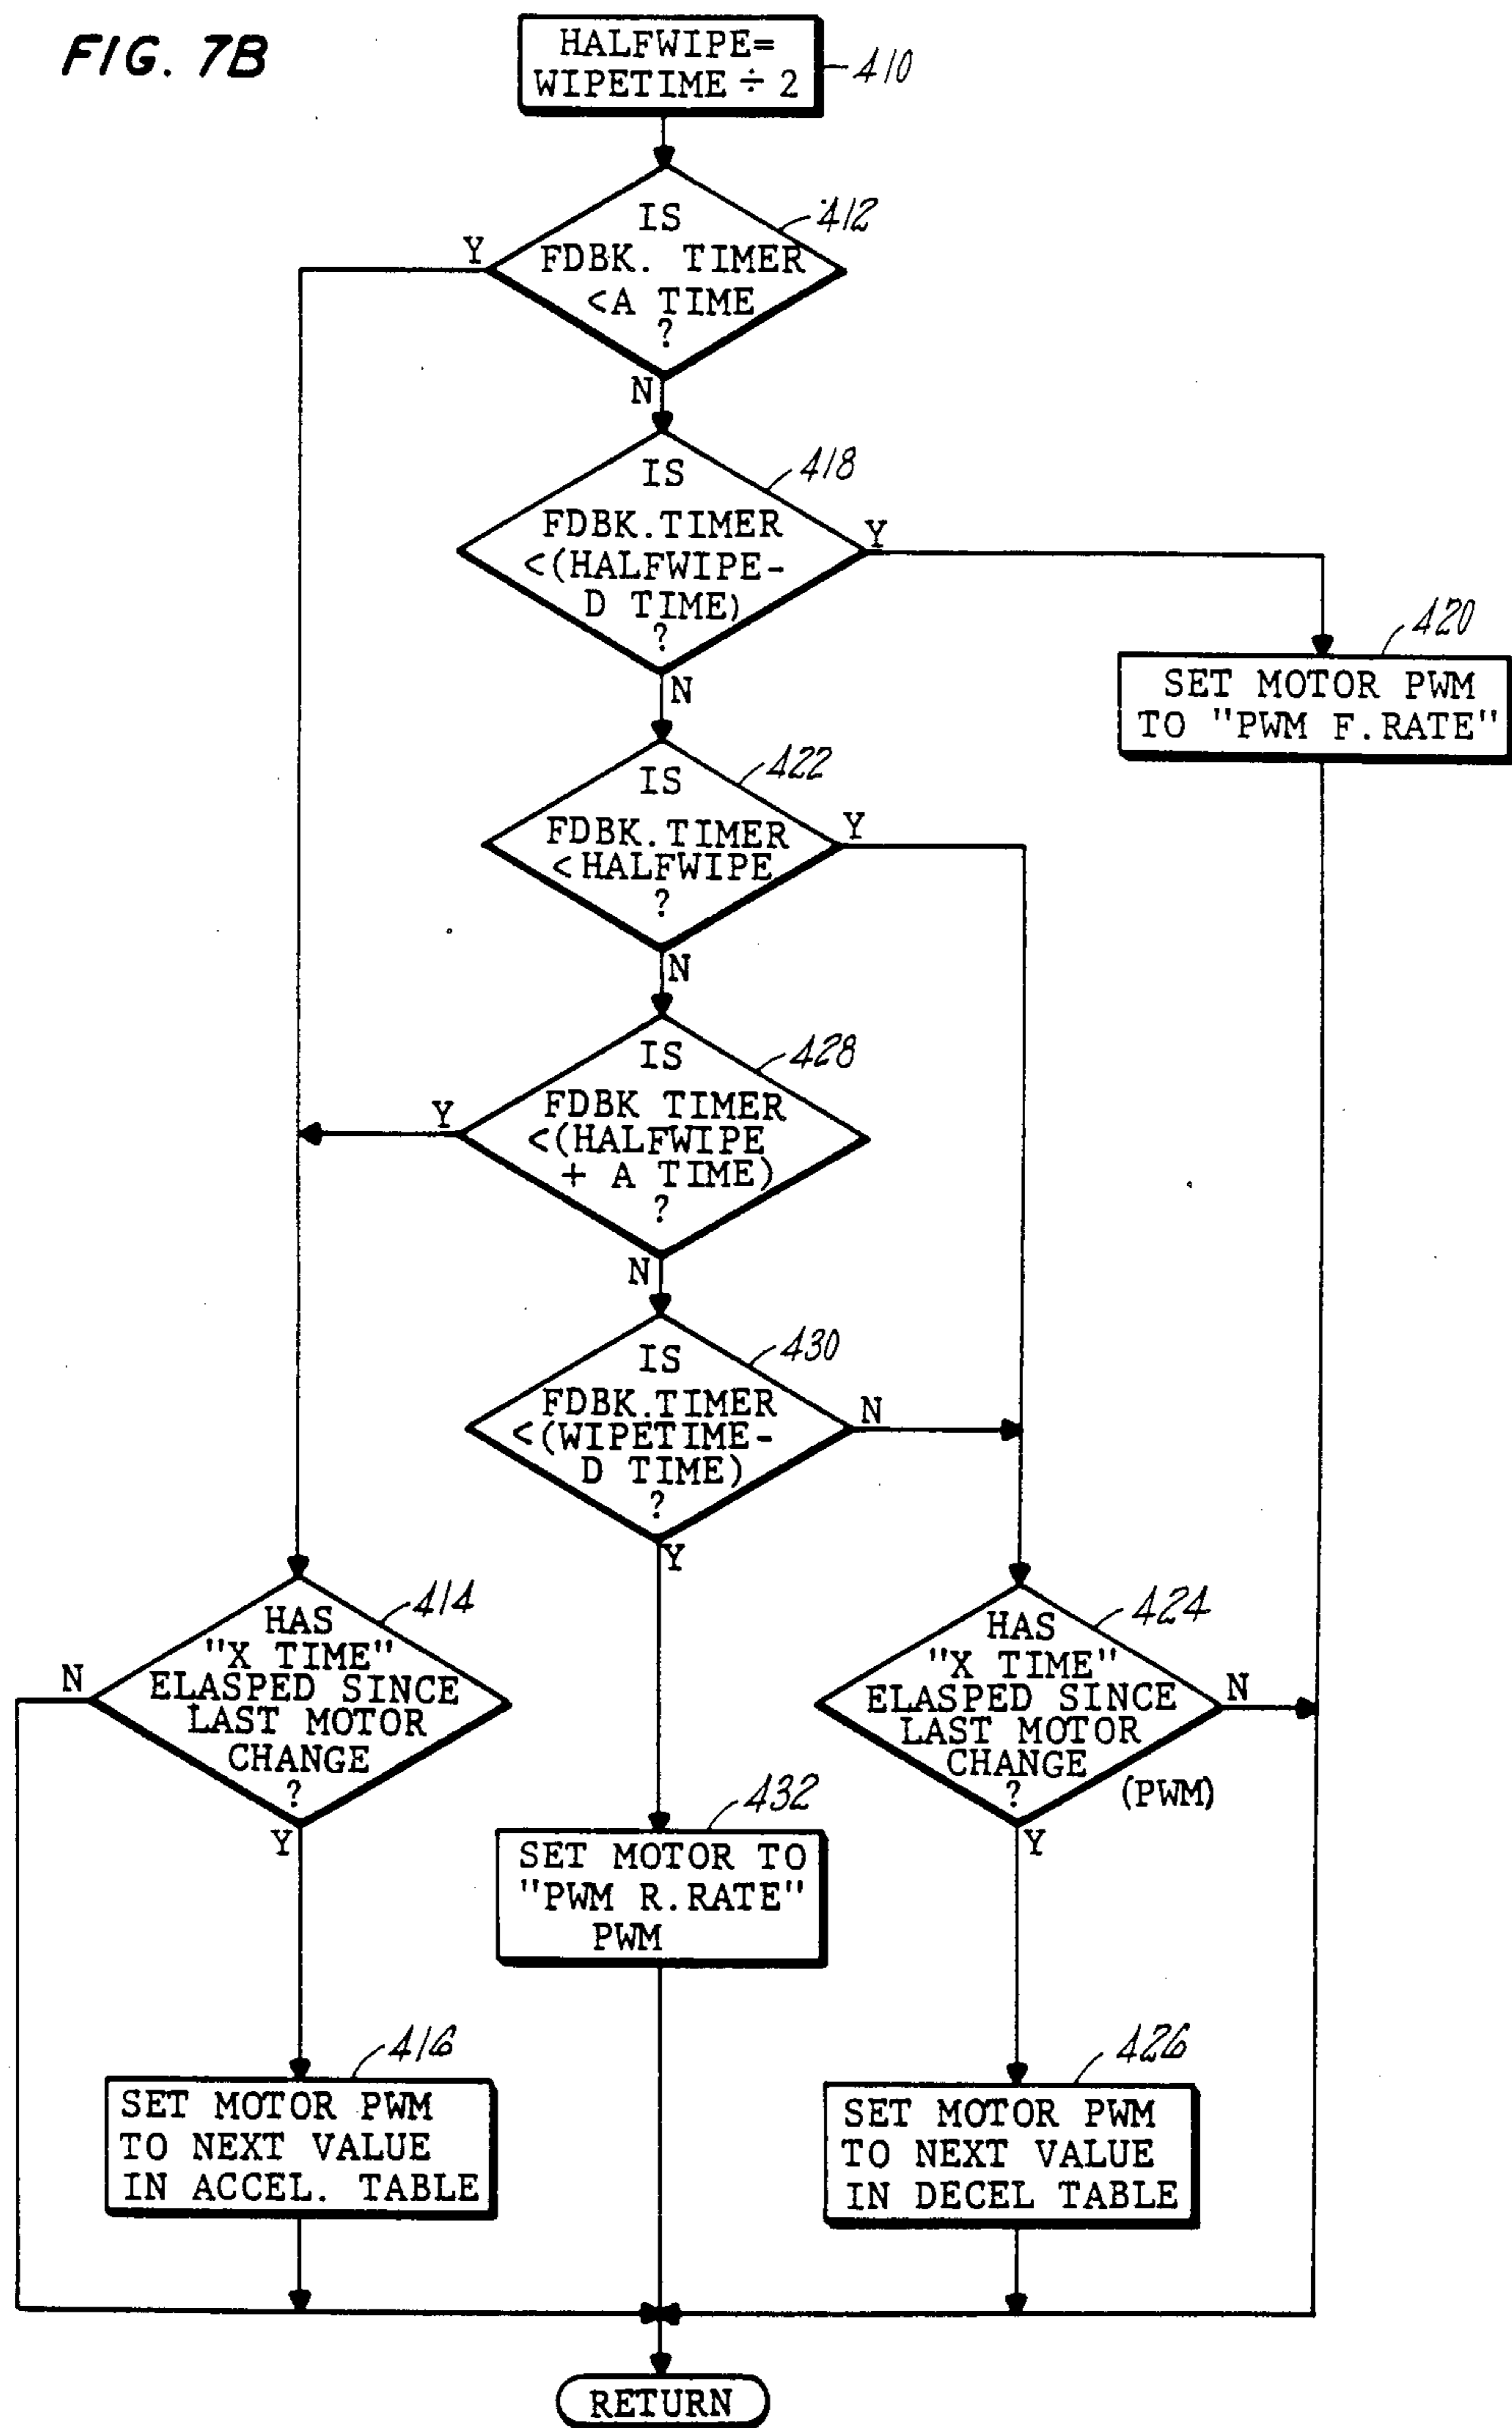 FIG. 7B
HALFWIPE=
WIPETIME ÷ 2
410
IS
FDBK. TIMER
<A TIME
?
412
Y
N
IS
FDBK.TIMER
<(HALFWIPE-
D TIME)
?
418
Y
N
420
SET MOTOR PWM
TO "PWM F.RATE"
IS
FDBK.TIMER
<HALFWIPE
?
422
Y
N
IS
FDBK TIMER
<(HALFWIPE
+ A TIME)
?
428
Y
N
IS
FDBK.TIMER
<(WIPETIME-
D TIME)
?
430
N
Y
HAS
"X TIME"
ELASPED SINCE
LAST MOTOR
CHANGE
?
414
N
Y
HAS
"X TIME"
ELASPED SINCE
LAST MOTOR
CHANGE
?
(PWM)
424
N
Y
432
SET MOTOR TO
"PWM R.RATE"
PWM
416
SET MOTOR PWM
TO NEXT VALUE
IN ACCEL. TABLE
426
SET MOTOR PWM
TO NEXT VALUE
IN DECEL TABLE
RETURN